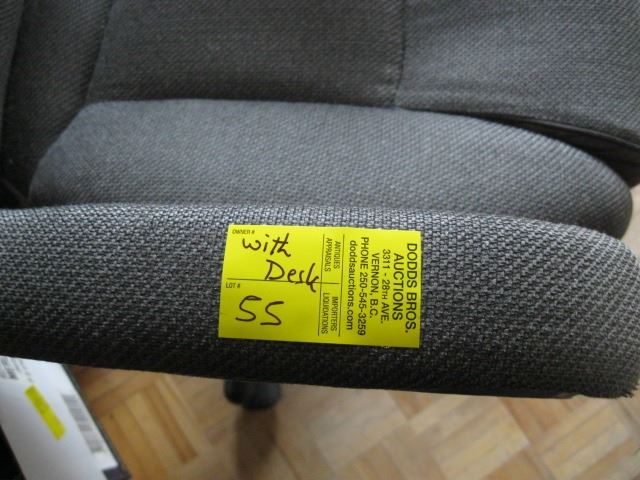 OWNER #
with
Desk
LOT #
55
ANTIQUES
APPRAISALS
IMPORTERS
LIQUIDATIONS
DODDS BROS.
AUCTIONS
3311 - 28TH AVE.
VERNON, B.C.
PHONE 250-545-3259
doddsauctions.com